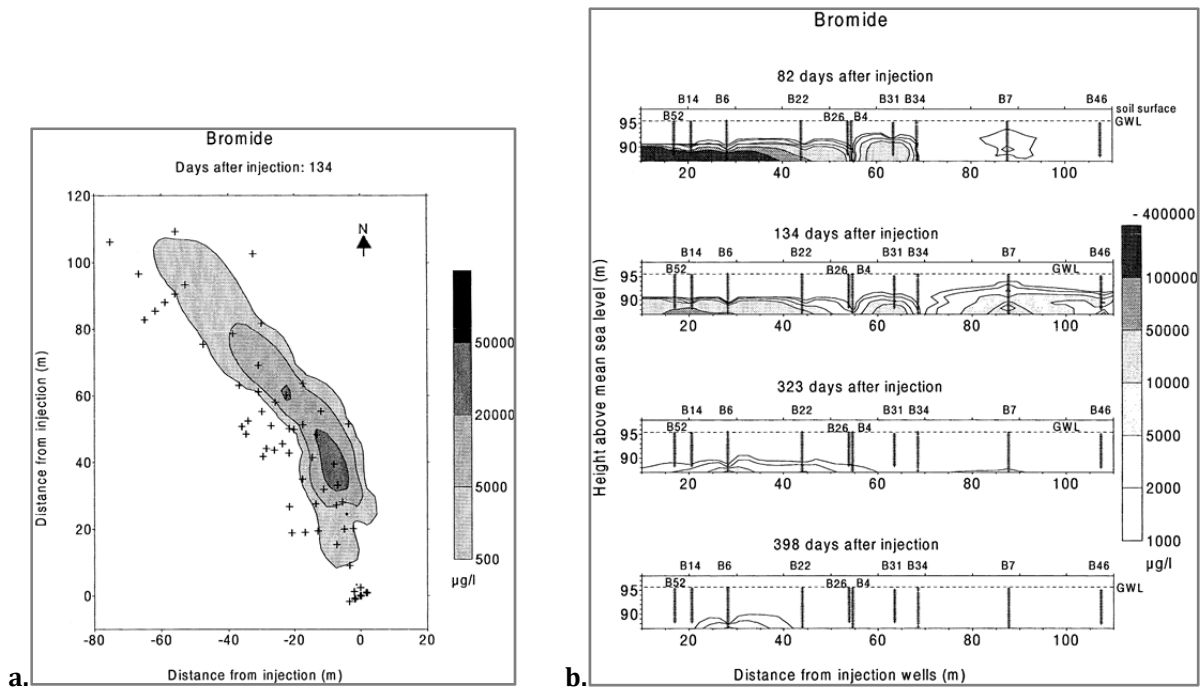 a.
Bromide
Days after injection: 134
N
120
100
80
60
40
20
0
Distance from injection (m)
-80 -60 -40 -20 0 20
Distance from injection (m)
50000
20000
5000
500
µg/l
b.
Bromide
82 days after injection
B14 B6 B22 B31 B34 B7 B46
B52 B26 B4
soil surface
GWL
95
90
20 40 60 80 100
134 days after injection
B14 B6 B22 B31 B34 B7 B46
B52 B26 B4 GWL
95
90
20 40 60 80 100
323 days after injection
B14 B6 B22 B31 B34 B7 B46
B52 B26 B4 GWL
95
90
20 40 60 80 100
398 days after injection
B14 B6 B22 B31 B34 B7 B46
B52 B26 B4
GWL
95
90
20 40 60 80 100
Height above mean sea level (m)
Distance from injection wells (m)
- 400000
100000
50000
10000
5000
2000
1000
µg/l